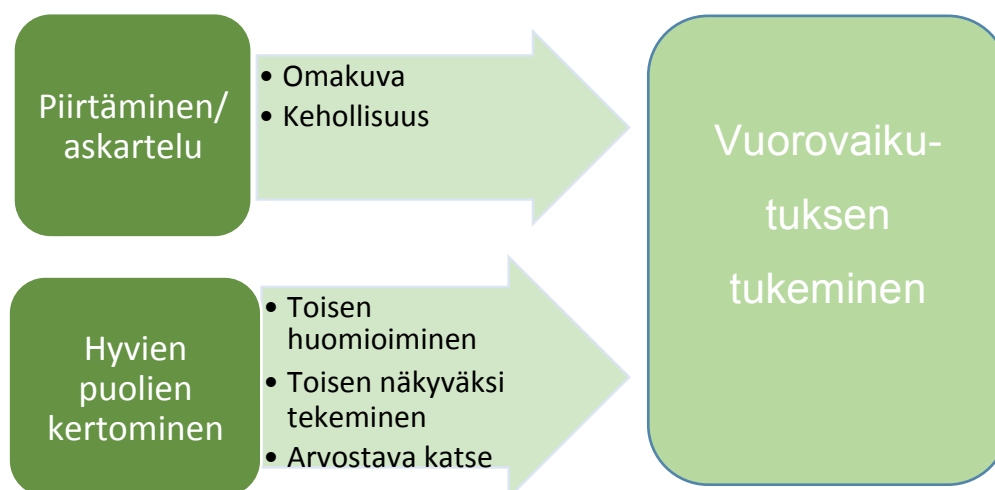 Piirtäminen/
askartelu
• Omakuva
• Kehollisuus
Hyvien
puolien
kertominen
• Toisen
huomioiminen
• Toisen näkyväksi
tekeminen
• Arvostava katse
Vuorovaiku-
tuksen
tukeminen